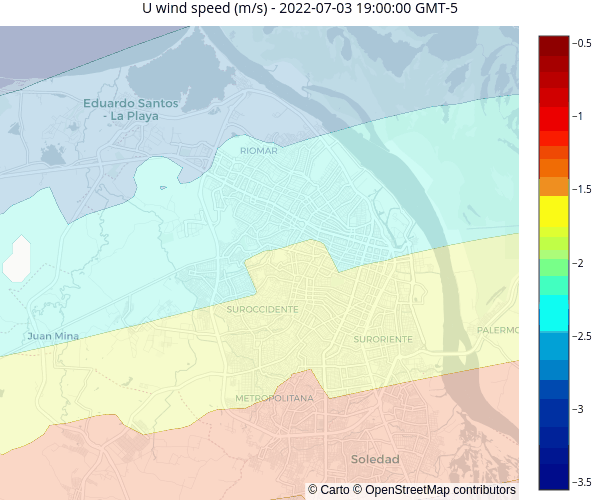 U wind speed (m/s) - 2022-07-03 19:00:00 GMT-5
−0.5
Eduardo Santos
- La Playa
−1
RIOMAR
−1.5
−2
SUROCCIDENTE
Juan Mina
PALERMO
SURORIENTE
−2.5
METROPOLITANA
−3
Soledad
−3.5
© Carto © OpenStreetMap contributors